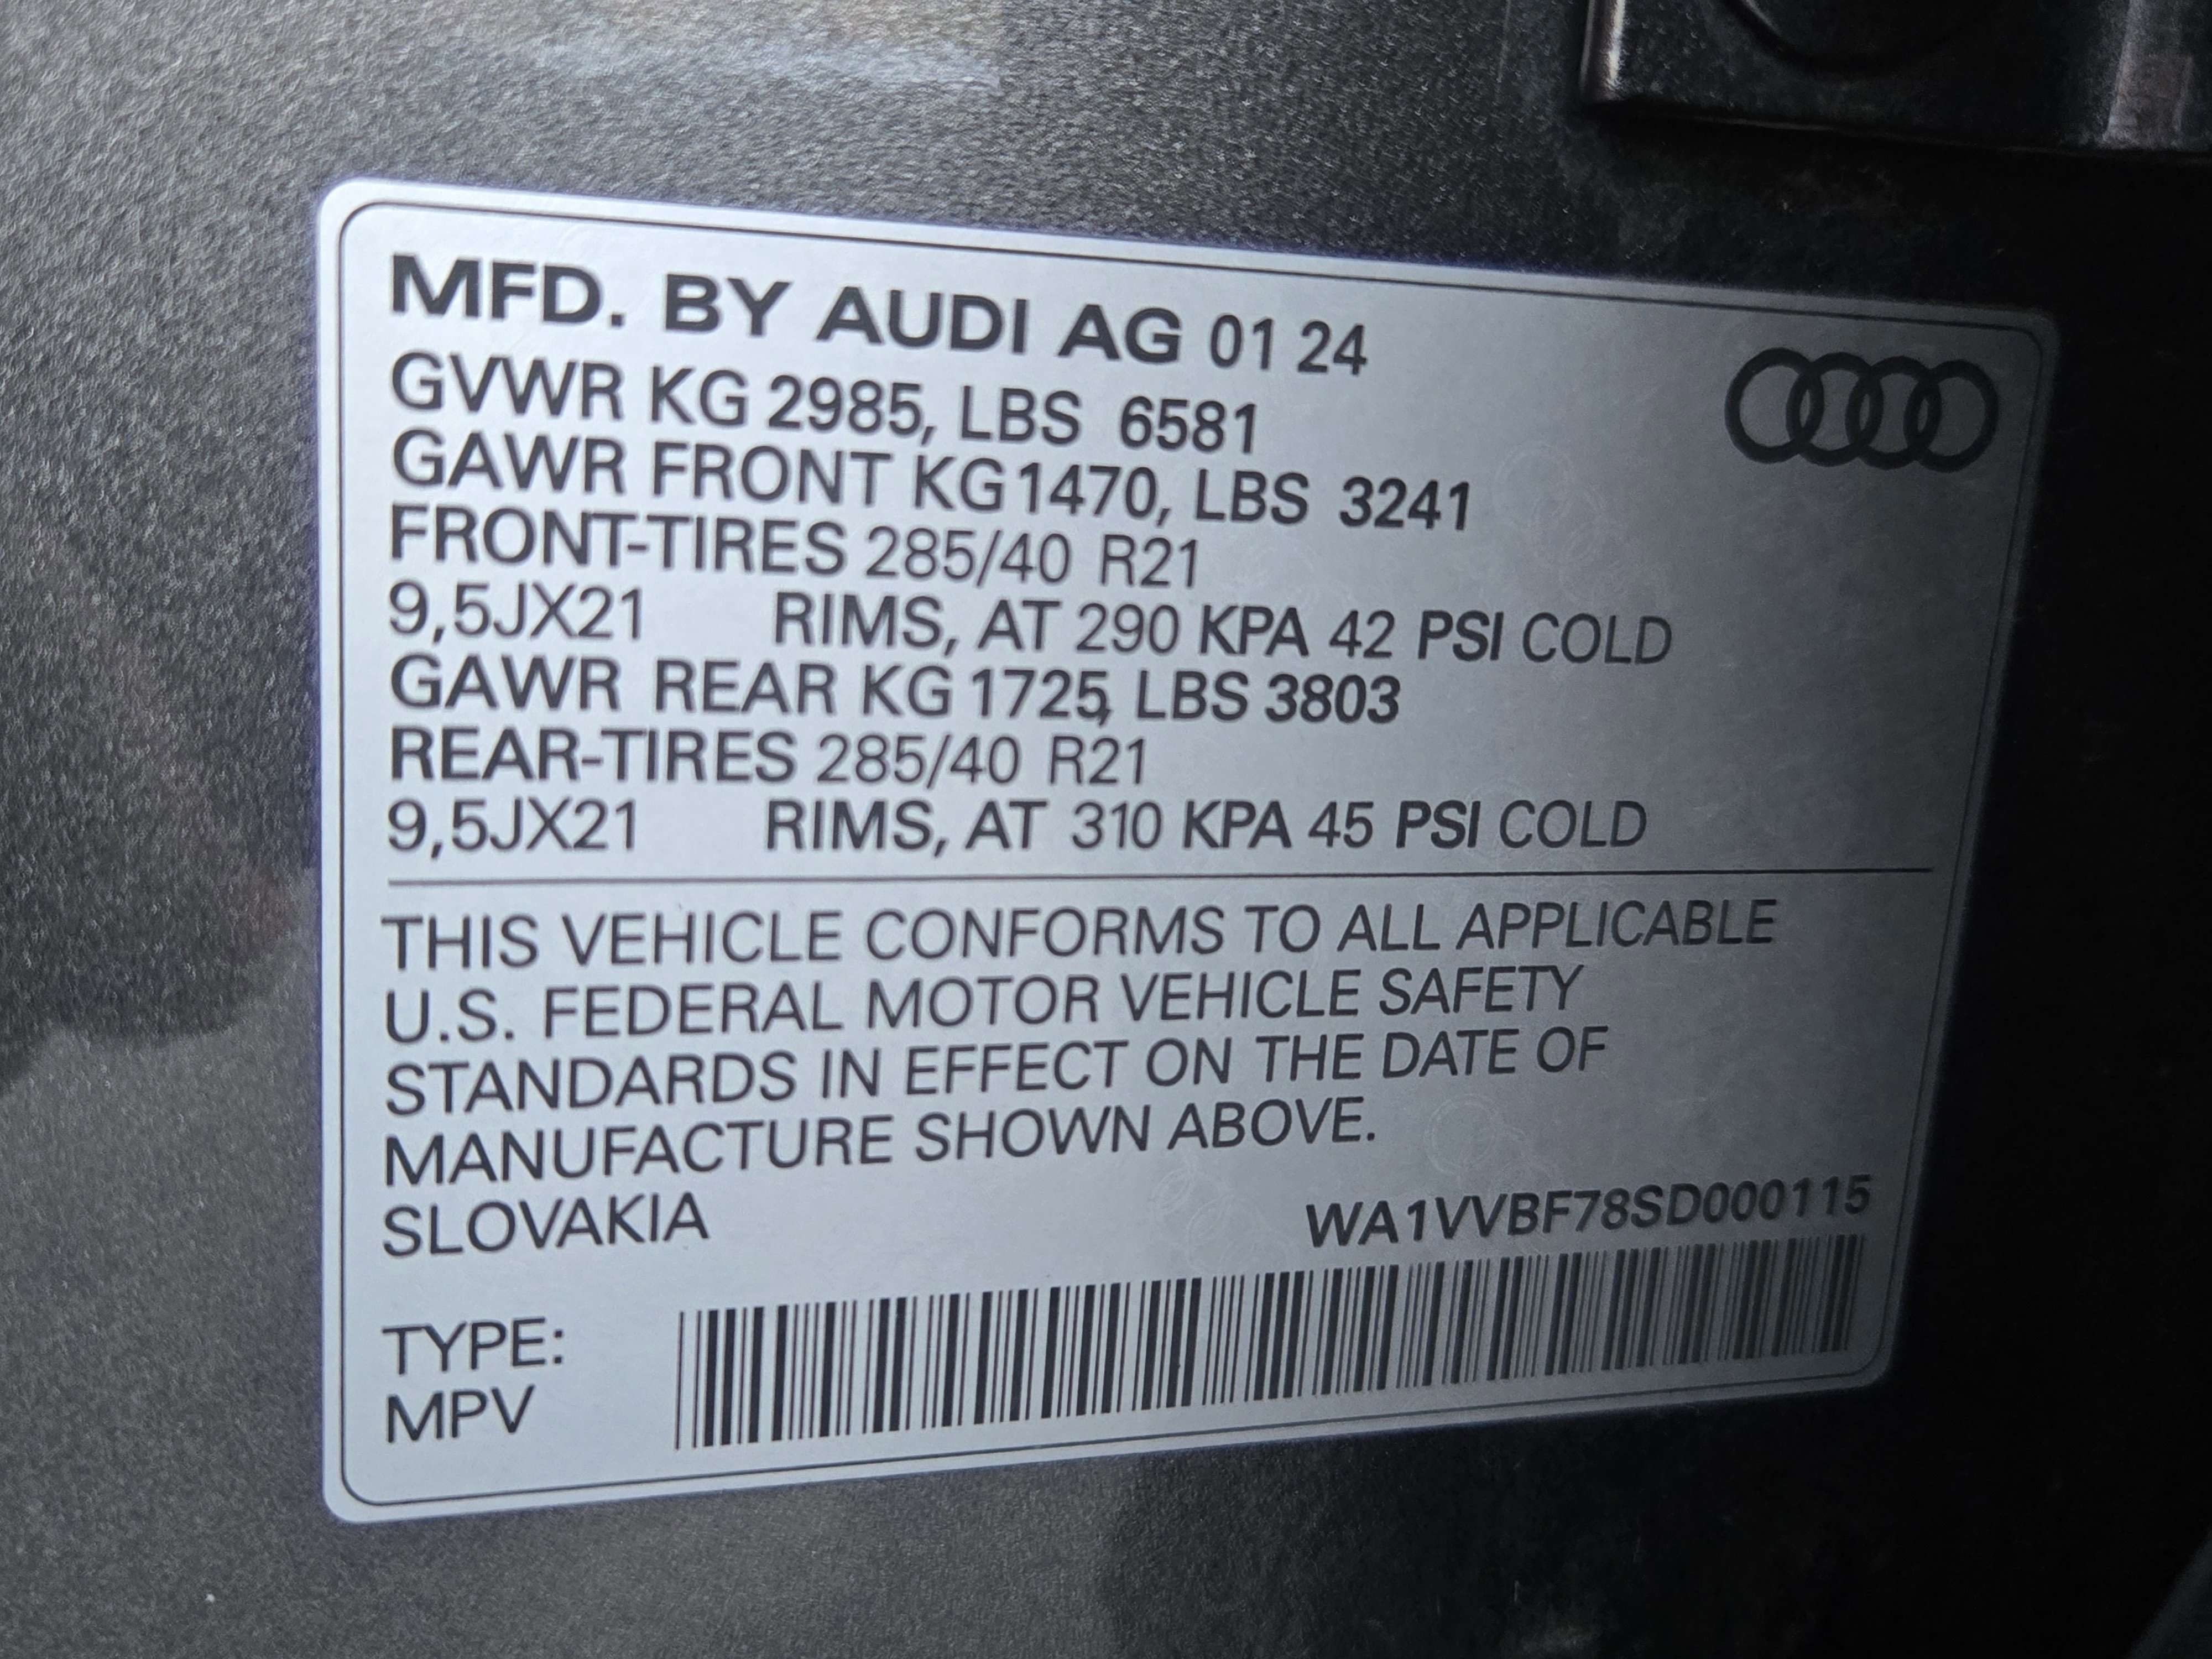 MFD. BY AUDI AG 01 24
GVWR KG 2985, LBS 6581
GAWR FRONT KG 1470, LBS 3241
FRONT-TIRES 285/40 R21
9,5JX21 RIMS, AT 290 KPA 42 PSI COLD
GAWR REAR KG 1725, LBS 3803
REAR-TIRES 285/40 R21
9,5JX21 RIMS, AT 310 KPA 45 PSI COLD
THIS VEHICLE CONFORMS TO ALL APPLICABLE
U.S. FEDERAL MOTOR VEHICLE SAFETY
STANDARDS IN EFFECT ON THE DATE OF
MANUFACTURE SHOWN ABOVE.
SLOVAKIA WA1VVBF78SD000115
TYPE:
MPV